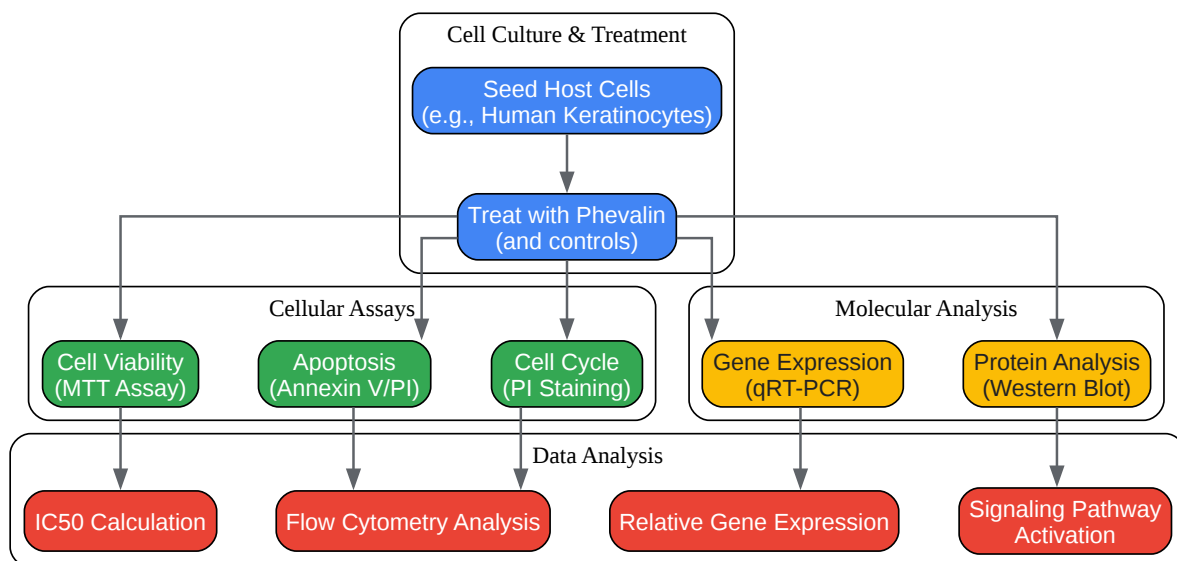 Cell Culture & Treatment
Seed Host Cells
(e.g., Human Keratinocytes)
Treat with Phevalin
(and controls)
Cellular Assays
Molecular Analysis
Cell Viability
(MTT Assay)
Apoptosis
(Annexin V/PI)
Cell Cycle
(PI Staining)
Gene Expression
(qRT-PCR)
Protein Analysis
(Western Blot)
Data Analysis
IC50 Calculation
Flow Cytometry Analysis
Relative Gene Expression
Signaling Pathway
Activation